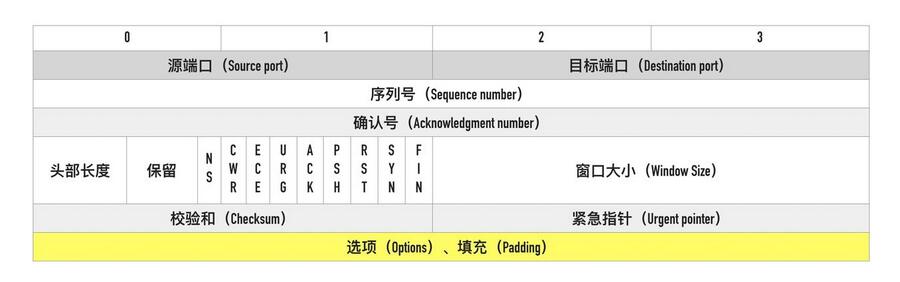 0 1 2 3
源端口（Source port） 目标端口（Destination port）
序列号（Sequence number）
确认号（Acknowledgment number）
头部长度 保留 NS CWR ECE URG ACK PSH RST SYN FIN 窗口大小（Window Size）
校验和（Checksum） 紧急指针（Urgent pointer）
选项（Options）、填充（Padding）